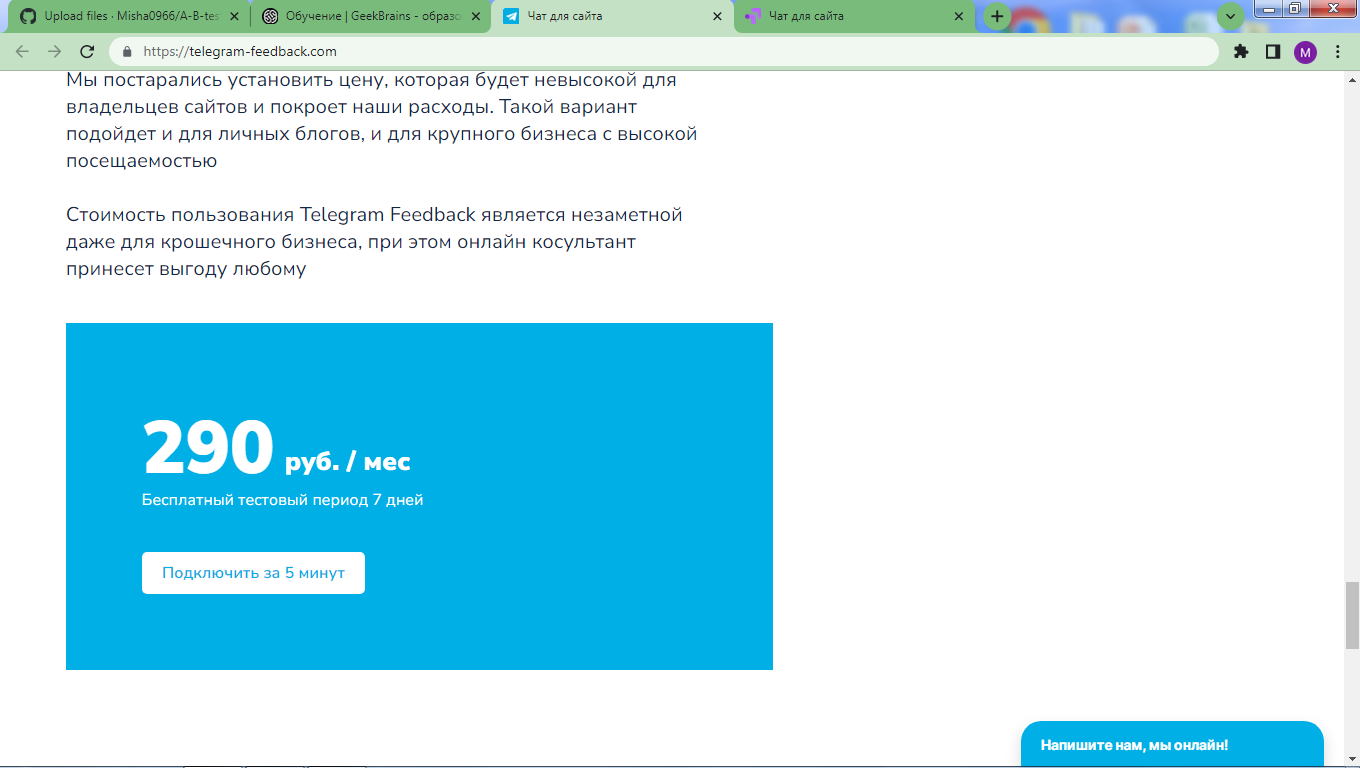 Upload files · Misha0966/A-B-tes
Обучение | GeekBrains - образо
Чат для сайта
Чат для сайта
https://telegram-feedback.com
M
Мы постарались установить цену, которая будет невысокой для
владельцев сайтов и покроет наши расходы. Такой вариант
подойдет и для личных блогов, и для крупного бизнеса с высокой
посещаемостью
Стоимость пользования Telegram Feedback является незаметной
даже для крошечного бизнеса, при этом онлайн косультант
принесет выгоду любому
290 руб. / мес
Бесплатный тестовый период 7 дней
Подключить за 5 минут
Напишите нам, мы онлайн!